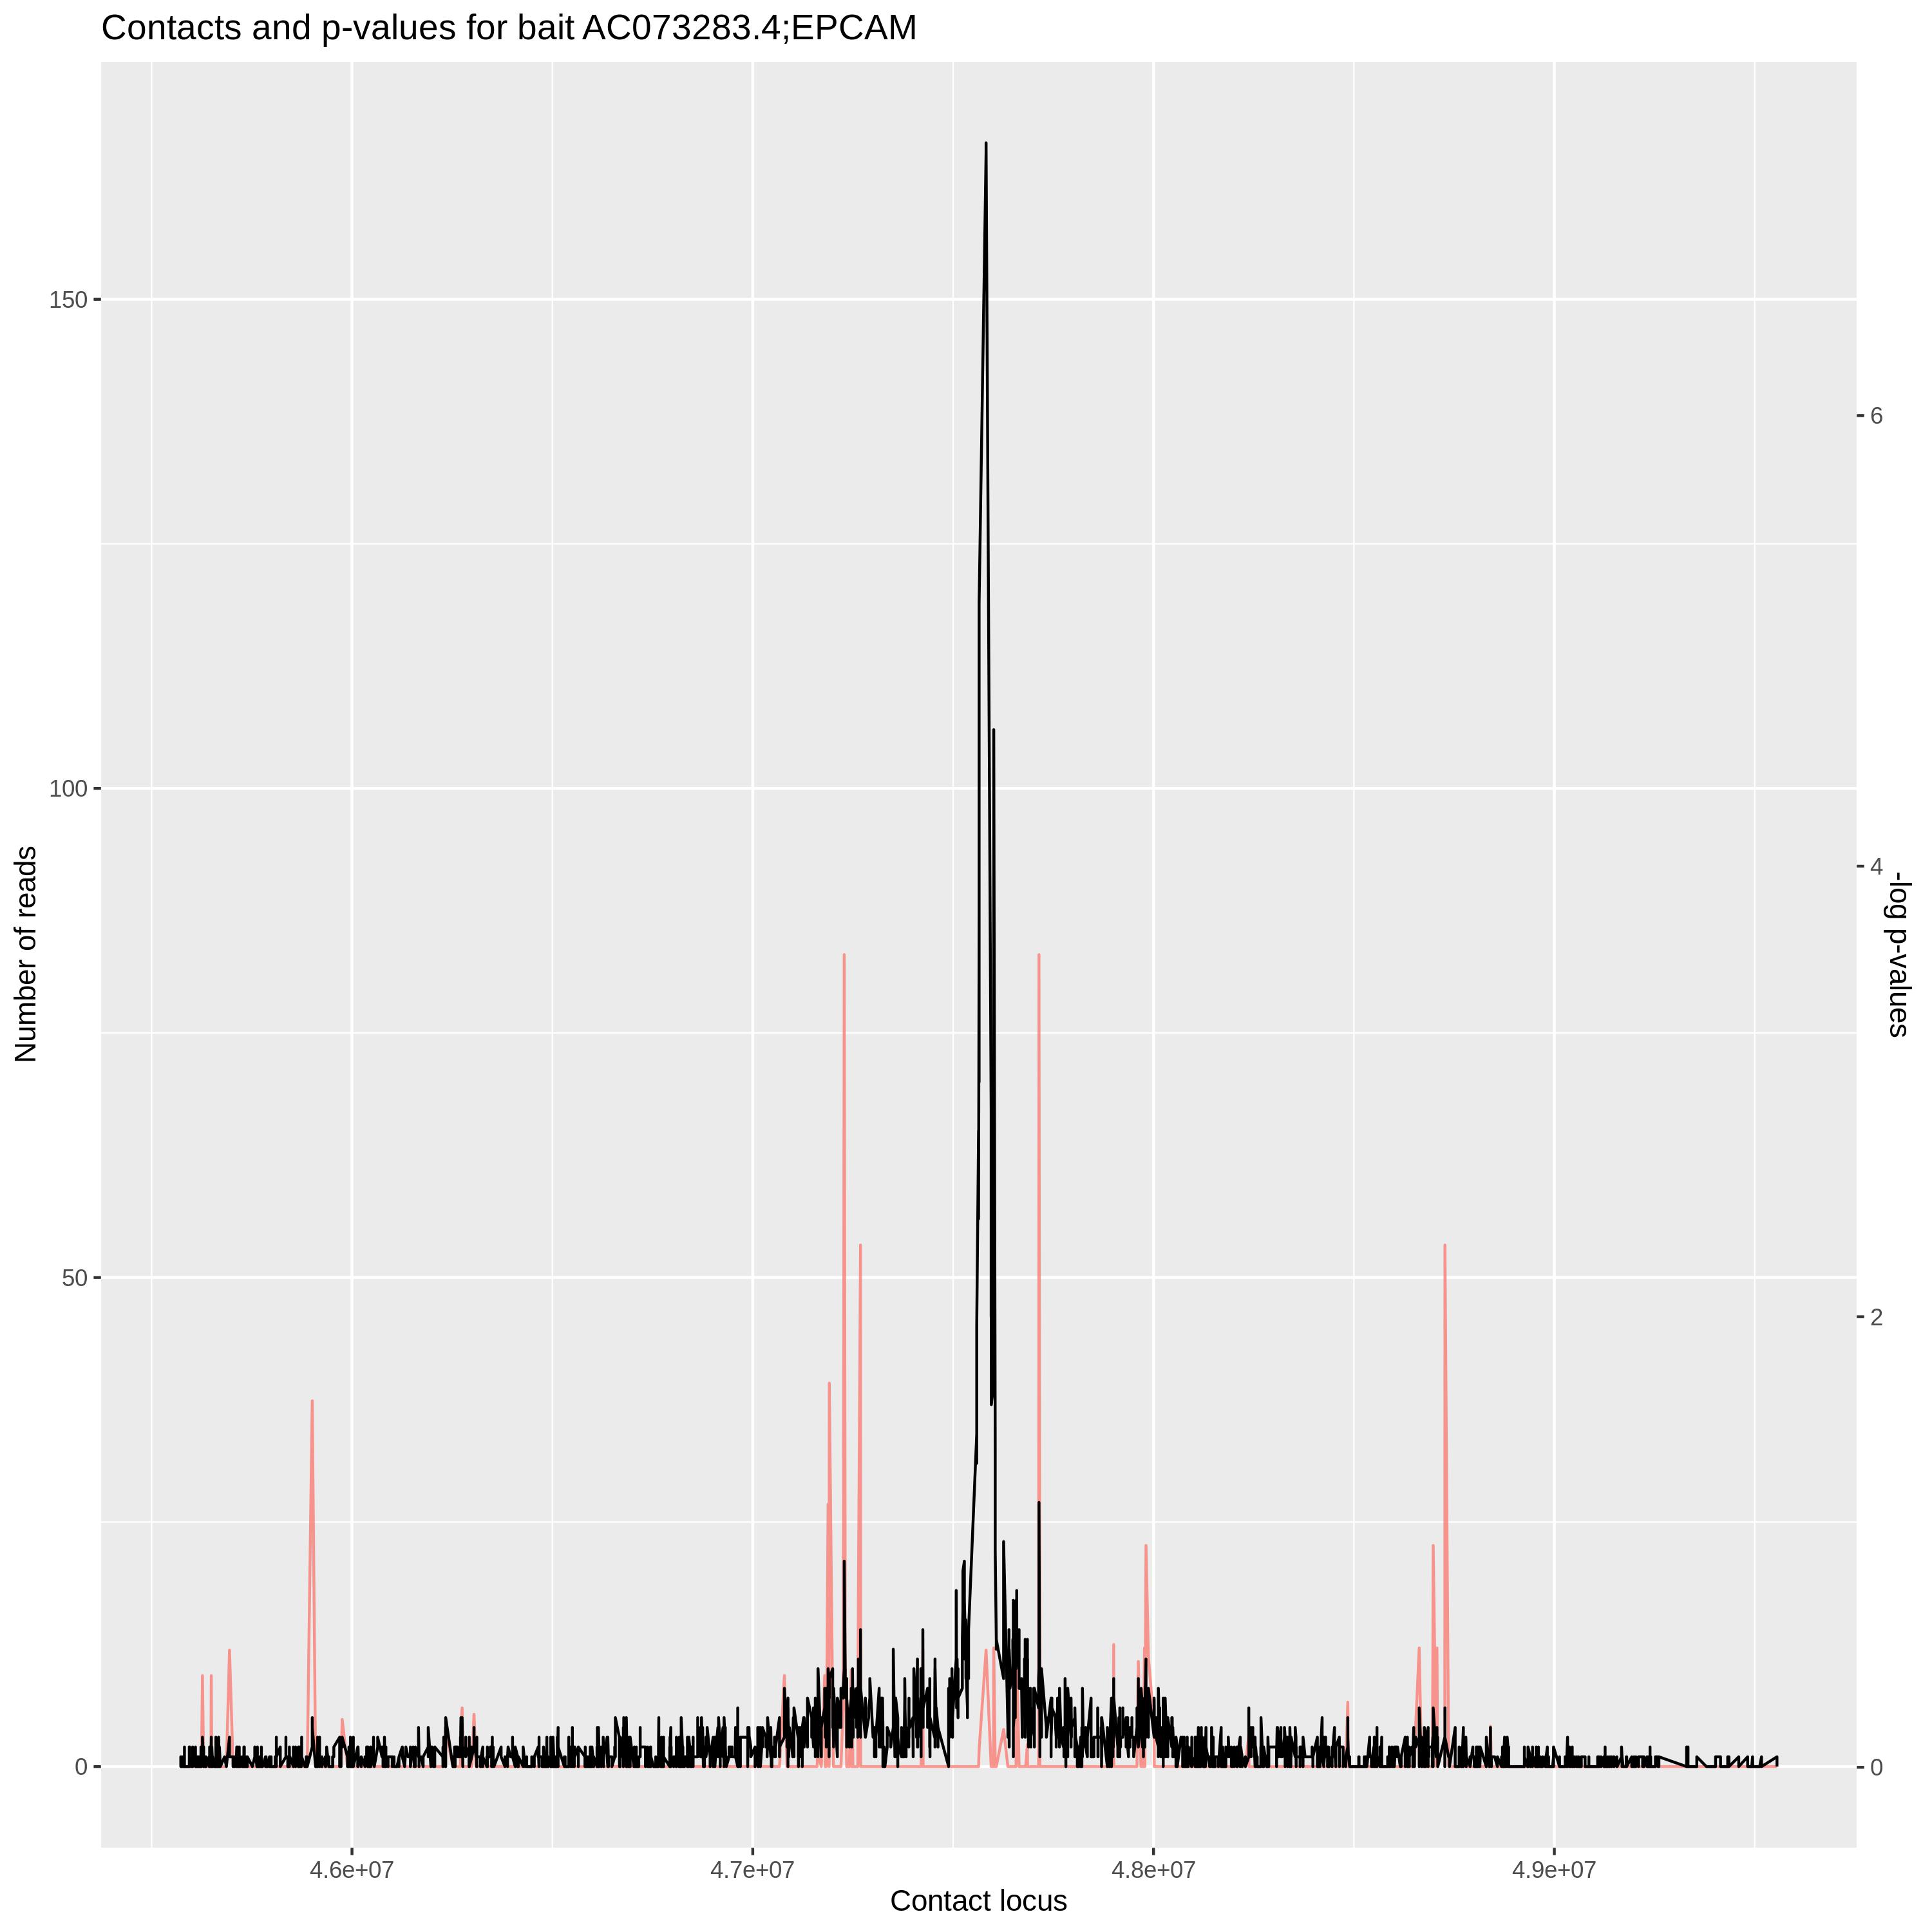 Contacts and p-values for bait AC073283.4;EPCAM
150
100
50
0
Number of reads
6
4
2
0
-log p-values
4.6e+07 4.7e+07 4.8e+07 4.9e+07
Contact locus